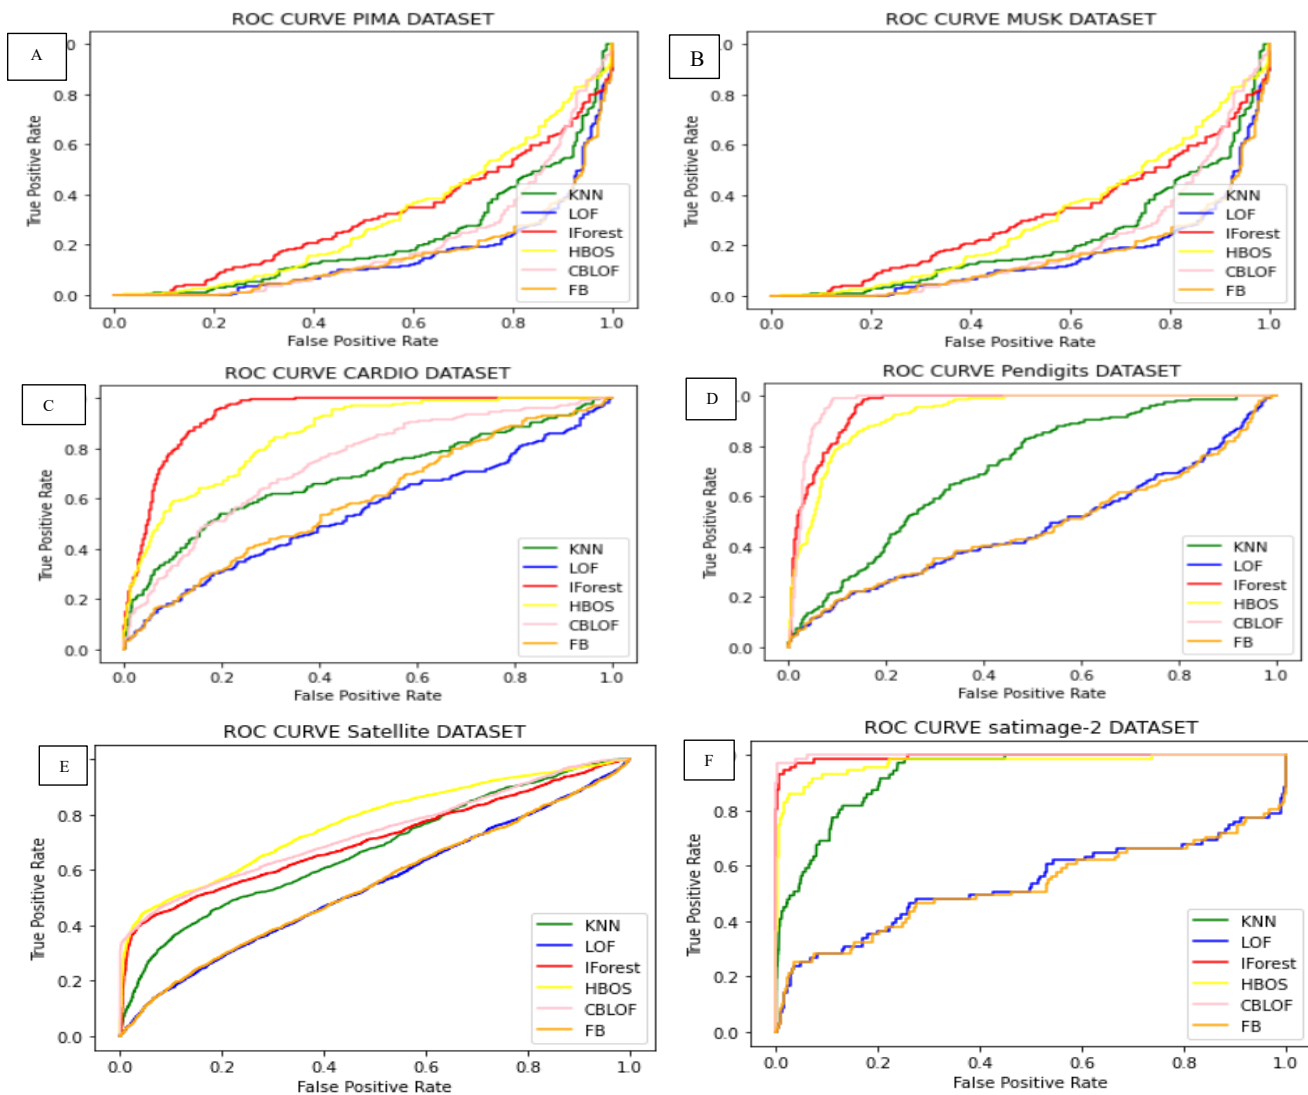 ROC CURVE PIMA DATASET
A
0
0.8
0.6
0.4
0.2
0.0
True Positive Rate
KNN
LOF
IForest
HBOS
CBLOF
FB
0.0 0.2 0.4 0.6 0.8 1.0
False Positive Rate
ROC CURVE MUSK DATASET
B
.0
0.8
0.6
0.4
0.2
0.0
True Positive Rate
KNN
LOF
IForest
HBOS
CBLOF
FB
0.0 0.2 0.4 0.6 0.8 1.0
False Positive Rate
ROC CURVE CARDIO DATASET
C
0.8
0.6
0.4
0.2
0.0
True Positive Rate
KNN
LOF
IForest
HBOS
CBLOF
FB
0.0 0.2 0.4 0.6 0.8 1.0
False Positive Rate
ROC CURVE Pendigits DATASET
D
1.0
0.8
0.6
0.4
0.2
0.0
True Positive Rate
KNN
LOF
IForest
HBOS
CBLOF
FB
0.0 0.2 0.4 0.6 0.8 1.0
False Positive Rate
ROC CURVE Satellite DATASET
E
0.8
0.6
0.4
0.2
0.0
True Positive Rate
KNN
LOF
IForest
HBOS
CBLOF
FB
0.0 0.2 0.4 0.6 0.8 1.0
False Positive Rate
ROC CURVE satimage-2 DATASET
F
0.8
0.6
0.4
0.2
0.0
True Positive Rate
KNN
LOF
IForest
HBOS
CBLOF
FB
0.0 0.2 0.4 0.6 0.8 1.0
False Positive Rate